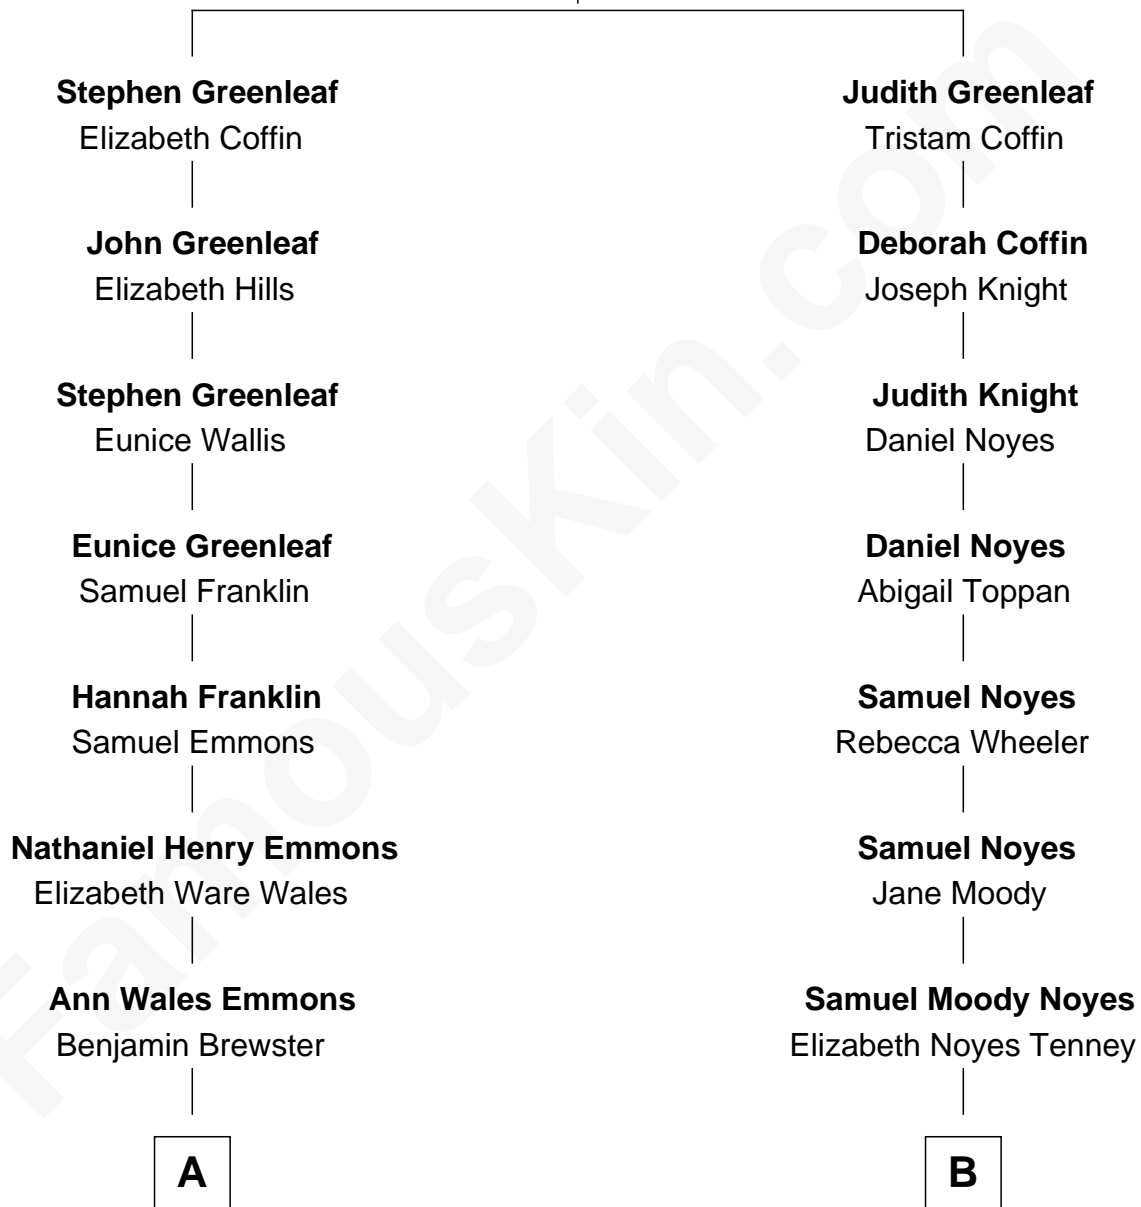 Stephen Greenleaf
Elizabeth Coffin
John Greenleaf
Elizabeth Hills
Stephen Greenleaf
Eunice Wallis
Eunice Greenleaf
Samuel Franklin
Hannah Franklin
Samuel Emmons
Nathaniel Henry Emmons
Elizabeth Ware Wales
Ann Wales Emmons
Benjamin Brewster
A
Judith Greenleaf
Tristam Coffin
Deborah Coffin
Joseph Knight
Judith Knight
Daniel Noyes
Daniel Noyes
Abigail Toppan
Samuel Noyes
Rebecca Wheeler
Samuel Noyes
Jane Moody
Samuel Moody Noyes
Elizabeth Noyes Tenney
B
FamousKin.com